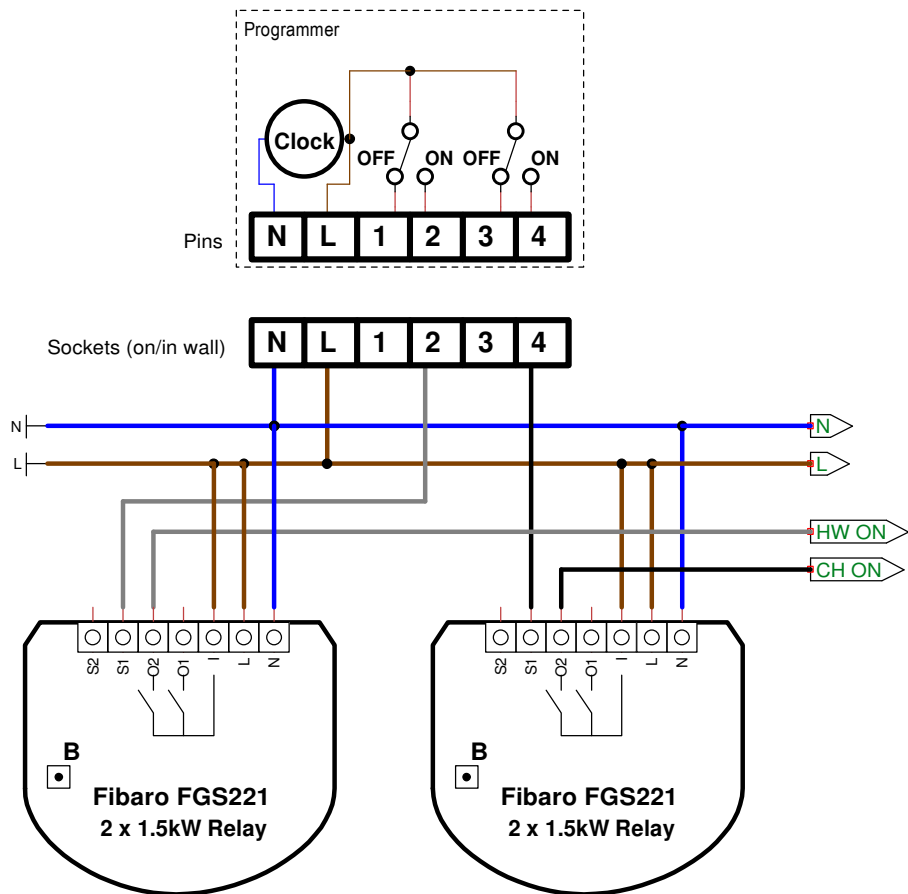 Programmer
Clock
OFF ON OFF ON
Pins N L 1 2 3 4
Sockets (on/in wall) N L 1 2 3 4
N N
L L
HW ON
CH ON
S2 S1 O2 O1 I L N
S2 S1 O2 O1 I L N
B
Fibaro FGS221
2 x 1.5kW Relay
B
Fibaro FGS221
2 x 1.5kW Relay